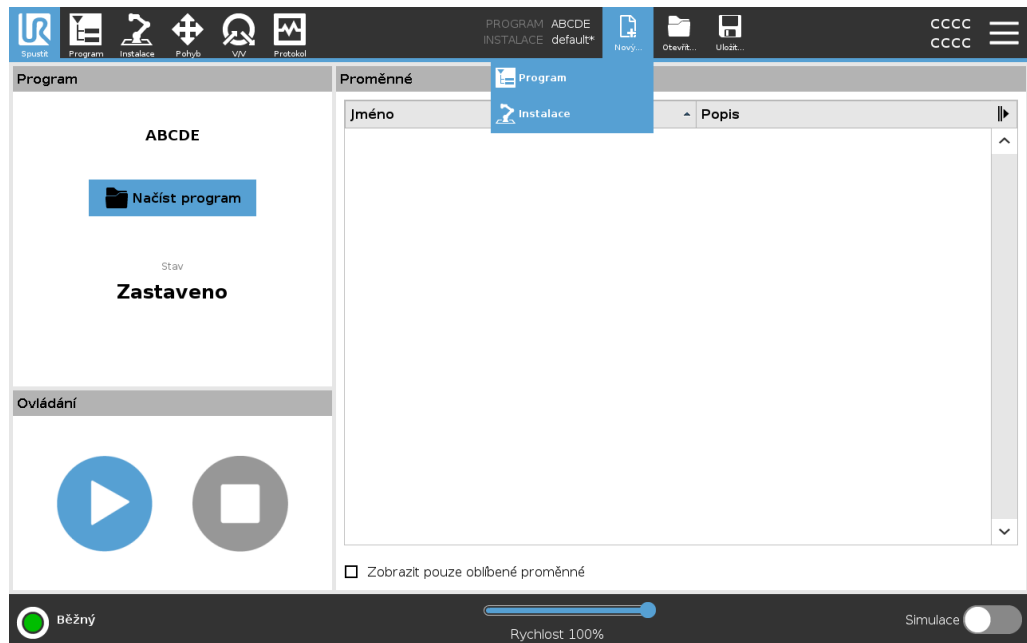 UR
Spustit
Program
Instalace
Pohyb
V/V
Protokol
PROGRAM ABCDE
INSTALACE default*
Nový...
Otevřít...
Uložit...
CCCC
CCCC
Program
Instalace
Program
ABCDE
Načíst program
Stav
Zastaveno
Ovládání
Proměnné
Jméno
Popis
Zobrazit pouze oblíbené proměnné
Běžný
Rychlost 100%
Simulace